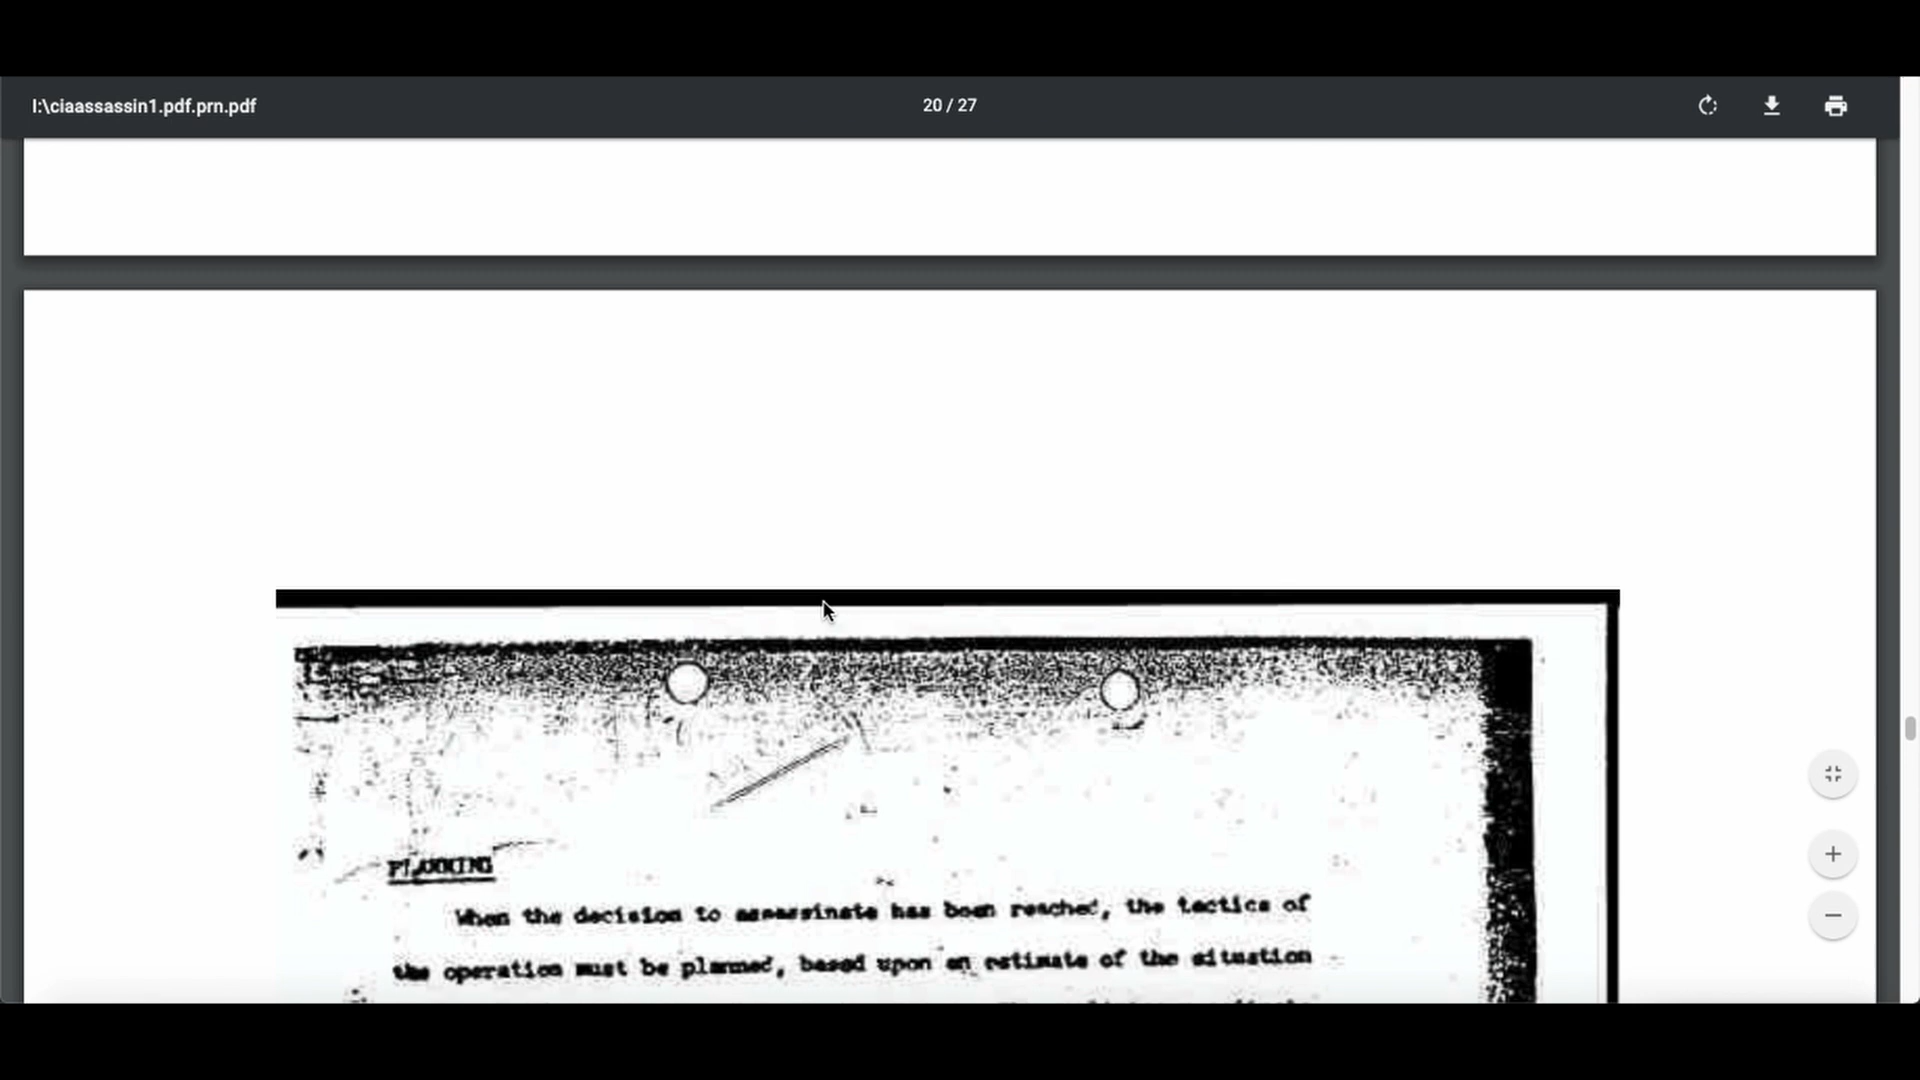 I:\ciaassassin1.pdf.prn.pdf
20 / 27
PLANNING
When the decision to assassinate has been reached, the tactics of
the operation must be planned, based upon an estimate of the situation